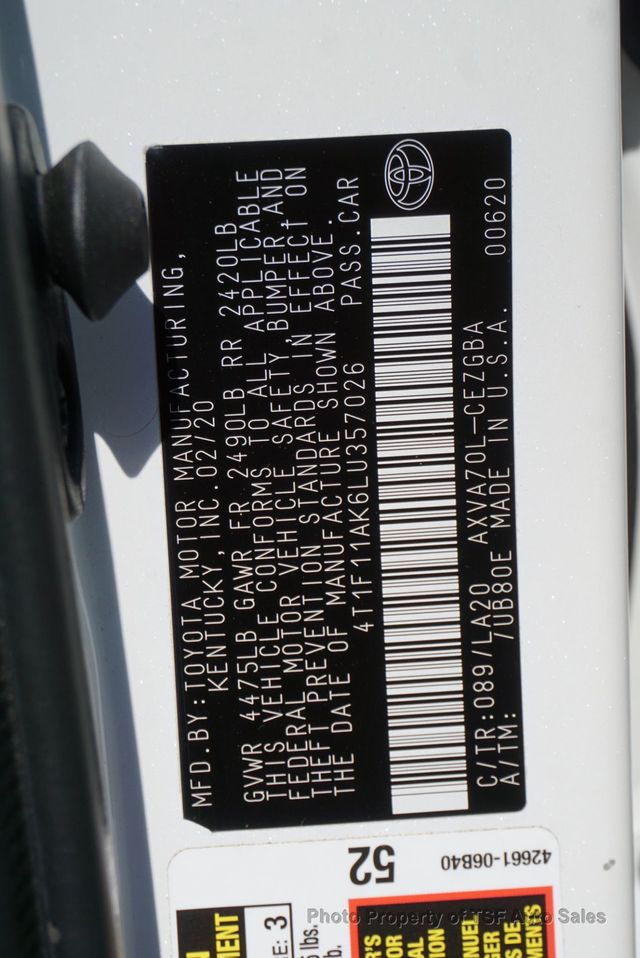 MFD.BY:TOYOTA MOTOR MANUFACTURING,
KENTUCKY, INC.02/20
GVWR 4475LB GAWR FR 2490LB RR 2420LB
THIS VEHICLE CONFORMS TO ALL APPLICABLE
FEDERAL MOTOR VEHICLE SAFETY, BUMPER,AND
THEFT PREVENTION STANDARDS IN EFFECT ON
THE DATE OF MANUFACTURE SHOWN ABOVE.
4T1F11AK6LU357026 PASS.CAR
C/TR:089/LA20 AXVA70L-CEZGBA 00620
A/TM: 7UB80E MADE IN U.S.A.
52
42661-06B40
3
lb.
Photo Property of TSF Auto Sales